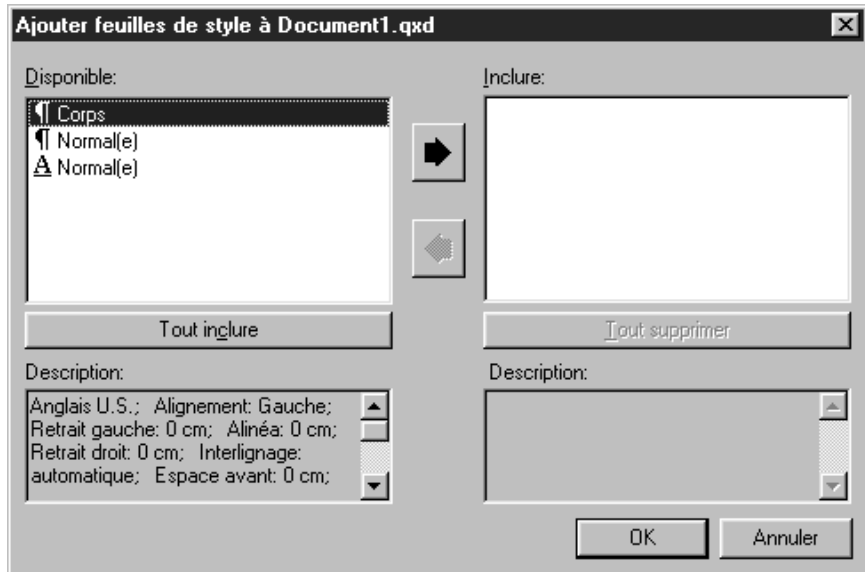 Ajouter feuilles de style à Document1.qxd
Disponible:
¶ Corps
¶ Normal(e)
A Normal(e)
Tout inclure
Description:
Anglais U.S.; Alignement: Gauche;
Retrait gauche: 0 cm; Alinéa: 0 cm;
Retrait droit: 0 cm; Interlignage:
automatique; Espace avant: 0 cm;
Inclure:
Tout supprimer
Description:
OK
Annuler